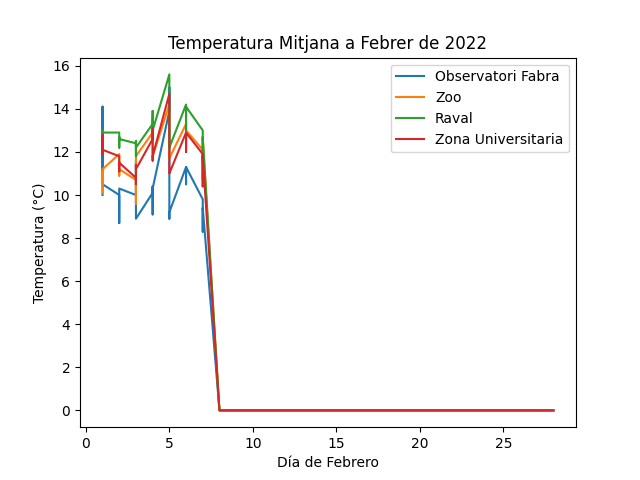 Temperatura Mitjana a Febrer de 2022
Observatori Fabra
Zoo
Raval
Zona Universitaria
16
14
12
10
8
6
4
2
0
Temperatura (°C)
0 5 10 15 20 25
Día de Febrero